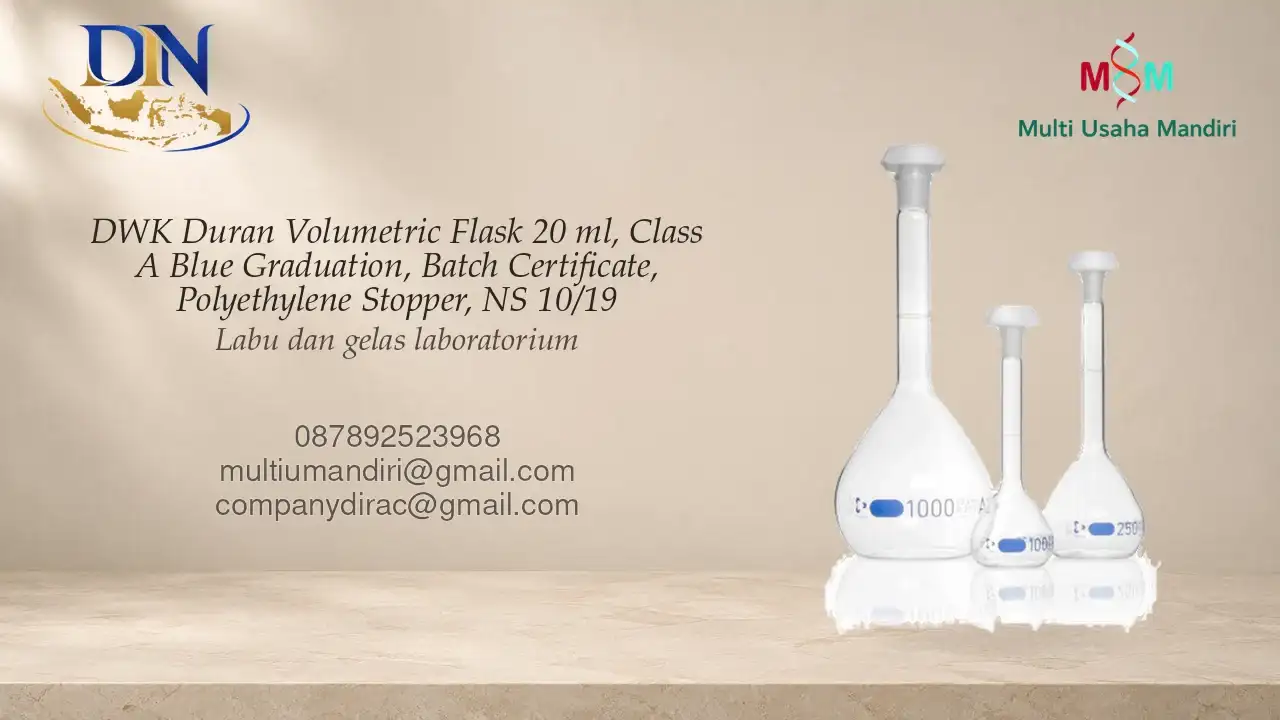 DIN
M M
Multi Usaha Mandiri
DWK Duran Volumetric Flask 20 ml, Class
A Blue Graduation, Batch Certificate,
Polyethylene Stopper, NS 10/19
Labu dan gelas laboratorium
087892523968
multiumandiri@gmail.com
companydirac@gmail.com
1000
100
250